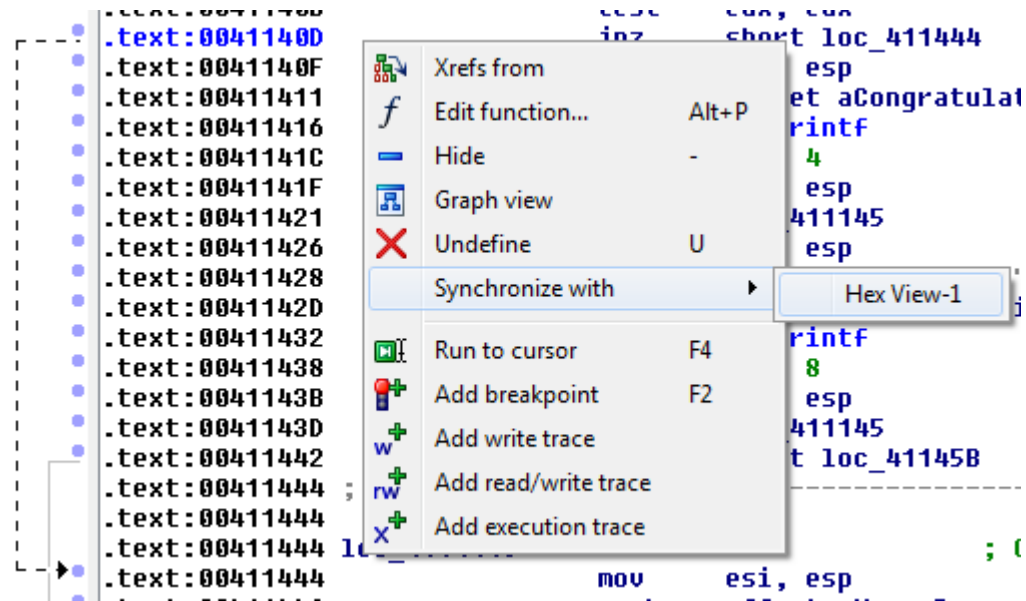 .text:0041140D jnz short loc_411444
.text:0041140F esp
.text:00411411 et aCongratulat
.text:00411416 rintf
.text:0041141C 4
.text:0041141F esp
.text:00411421 411145
.text:00411426 esp
.text:00411428
.text:0041142D
.text:00411432 rintf
.text:00411438 8
.text:0041143B esp
.text:0041143D 411145
.text:00411442 t loc_41145B
.text:00411444 ;
.text:00411444
.text:00411444 ;
.text:00411444 mov esi, esp
Xrefs from
Edit function... Alt+P
Hide -
Graph view
Undefine U
Synchronize with
Hex View-1
Run to cursor F4
Add breakpoint F2
Add write trace
Add read/write trace
Add execution trace